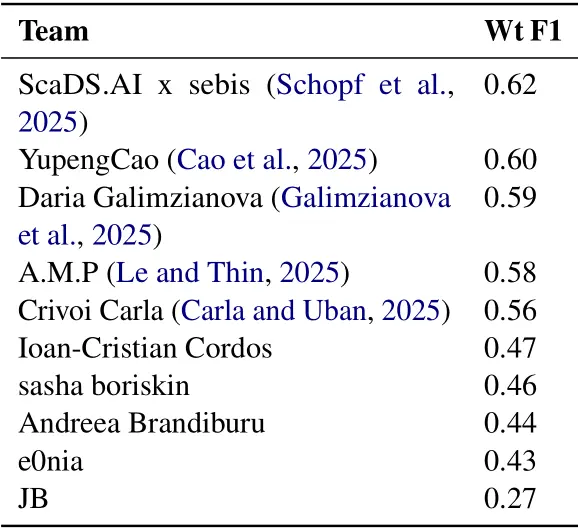 Team Wt F1
ScaDS.AI x sebis (Schopf et al., 0.62
2025)
YupengCao (Cao et al., 2025) 0.60
Daria Galimzianova (Galimzianova 0.59
et al., 2025)
A.M.P (Le and Thin, 2025) 0.58
Crivoi Carla (Carla and Uban, 2025) 0.56
Ioan-Cristian Cordos 0.47
sasha boriskin 0.46
Andreea Brandiburu 0.44
e0nia 0.43
JB 0.27